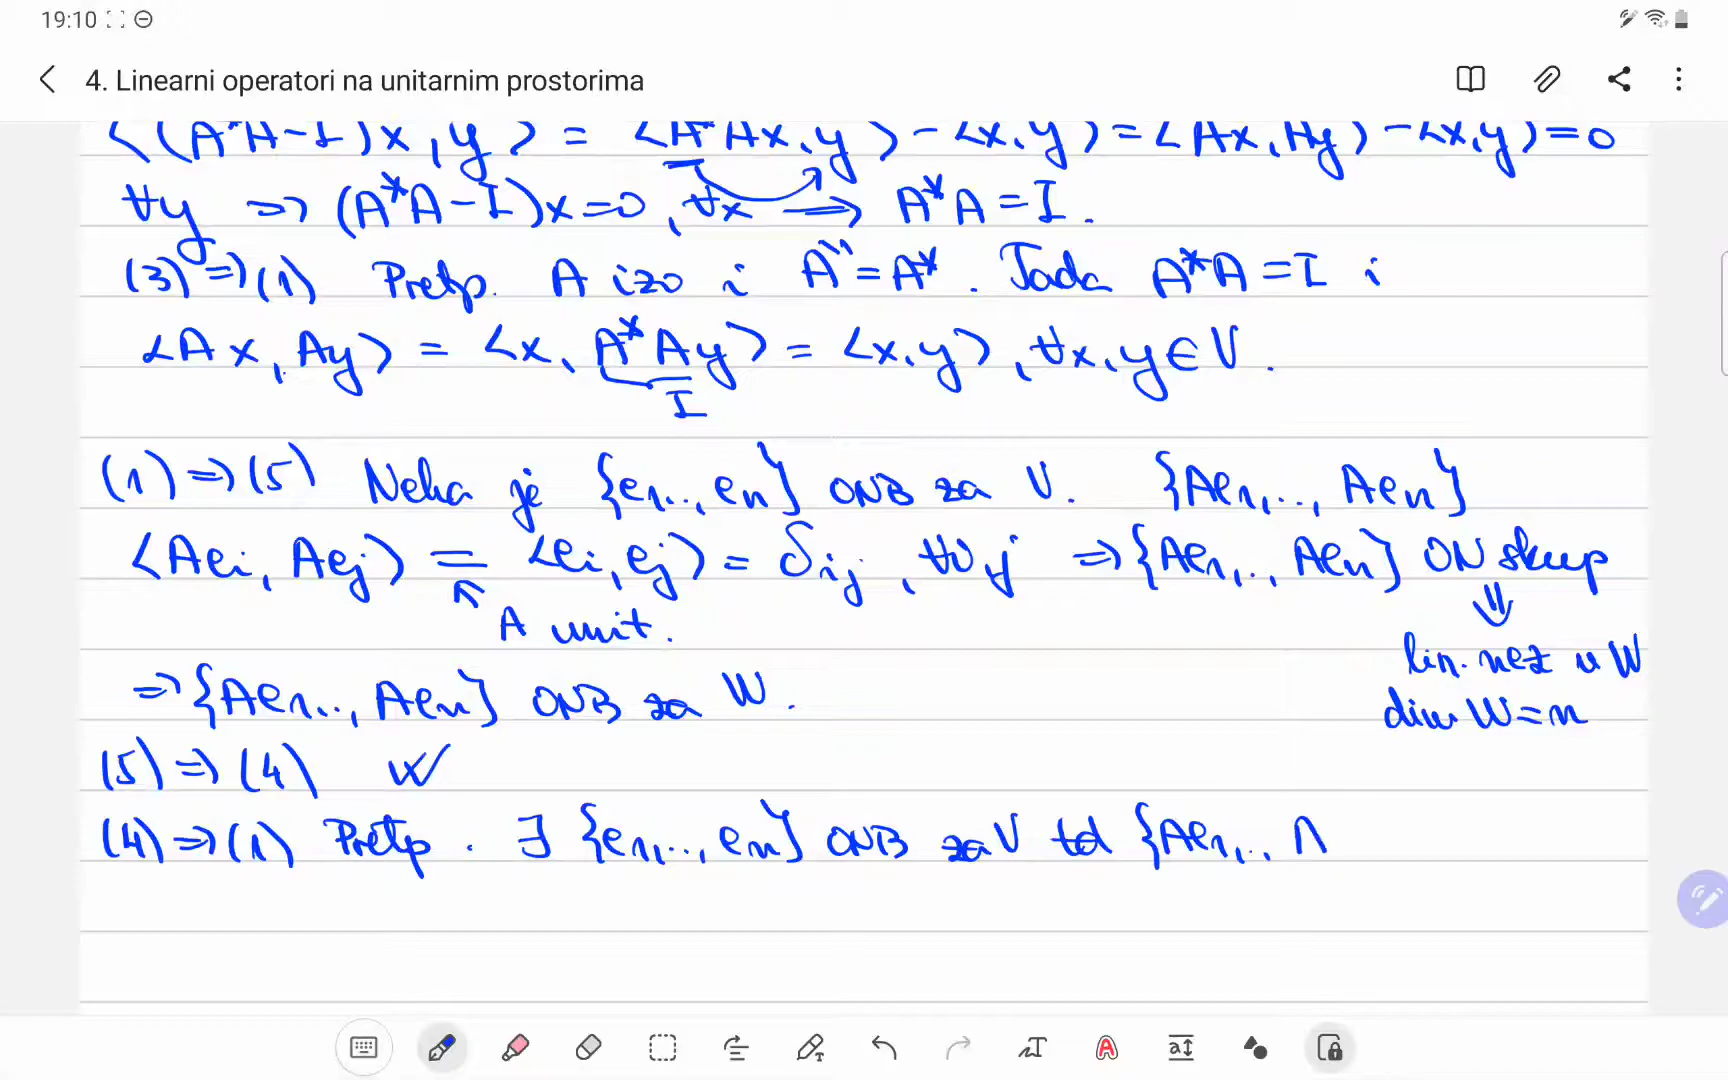 19:10
4. Linearni operatori na unitarnim prostorima
<(A*A-I)x,y> = <A*Ax,y> - <x,y> = <Ax,Ay> - <x,y> = 0
∀y ⇒ (A*A-I)x=0, ∀x ⇒ A*A=I.
(3)⇒(1) Pretp. A izo i A⁻¹=A*. Tada A*A=I i
<Ax,Ay> = <x, A*Ay> = <x,y>, ∀x,y∈V.
I
(1)⇒(5) Neka je {e1,..,en} ONB za V. {Ae1,..,Aen}
<Aei, Aej> = <ei,ej> = δij, ∀i,j ⇒ {Ae1,.., Aen} ON skup
A unit.
⇓
lin. nez u W
⇒ {Ae1,.., Aen} ONB za W.
dim W=n
(5)⇒(4) ✓
(4)⇒(1) Pretp. ∃ {e1,..,en} ONB za V td {Ae1,..